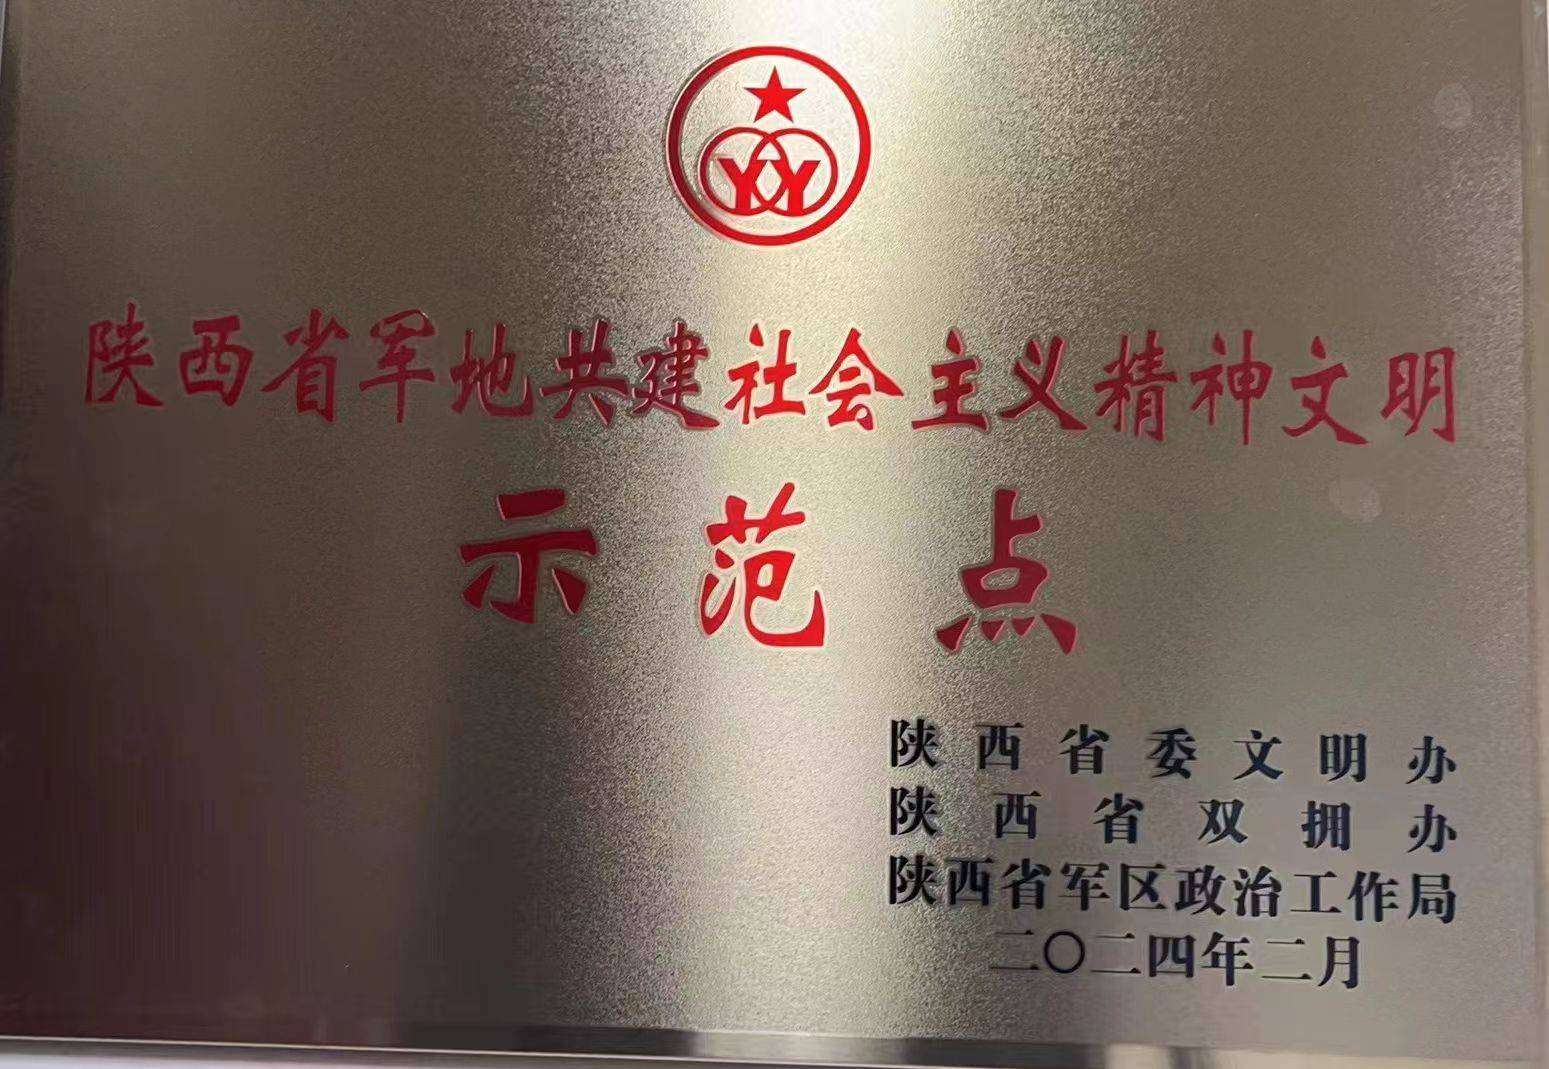 YY
陕西省军地共建社会主义精神文明
示范点
陕西省委文明办
陕西省双拥办
陕西省军区政治工作局
二〇二四年二月